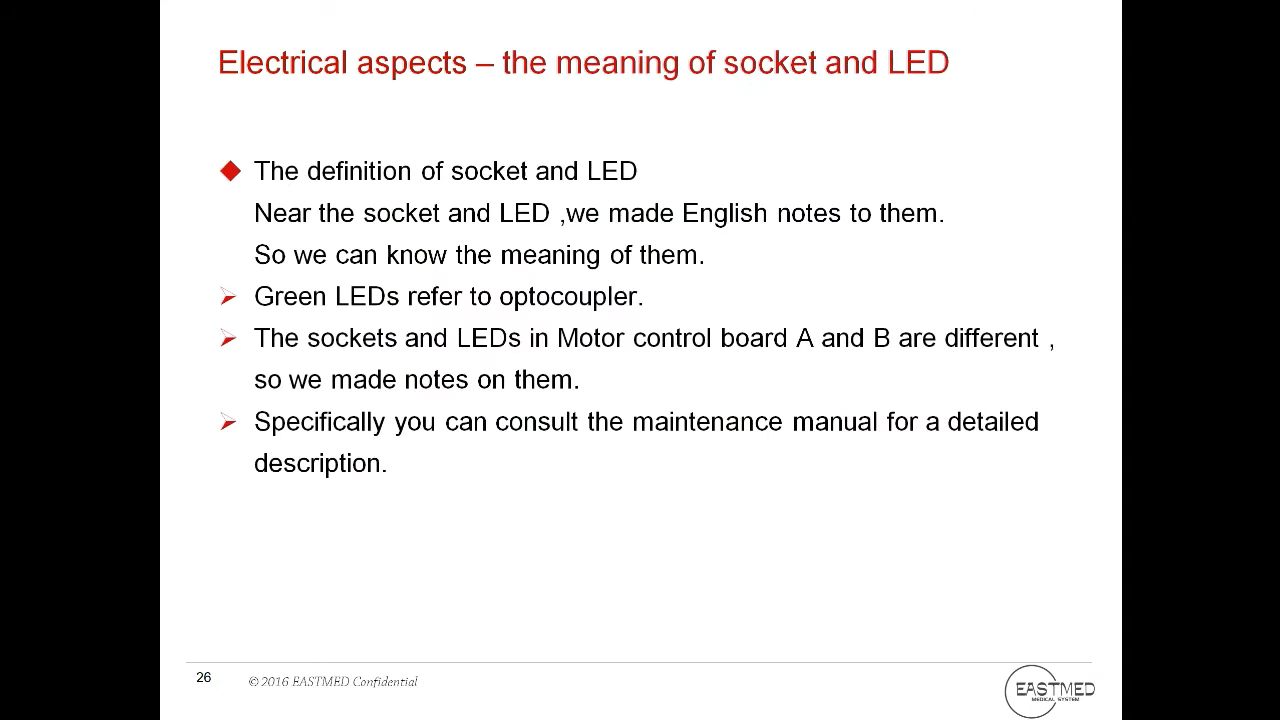 Electrical aspects – the meaning of socket and LED
The definition of socket and LED
Near the socket and LED ,we made English notes to them.
So we can know the meaning of them.
Green LEDs refer to optocoupler.
The sockets and LEDs in Motor control board A and B are different ,
so we made notes on them.
Specifically you can consult the maintenance manual for a detailed
description.
26
© 2016 EASTMED Confidential
EASTMED
MEDICAL SYSTEM